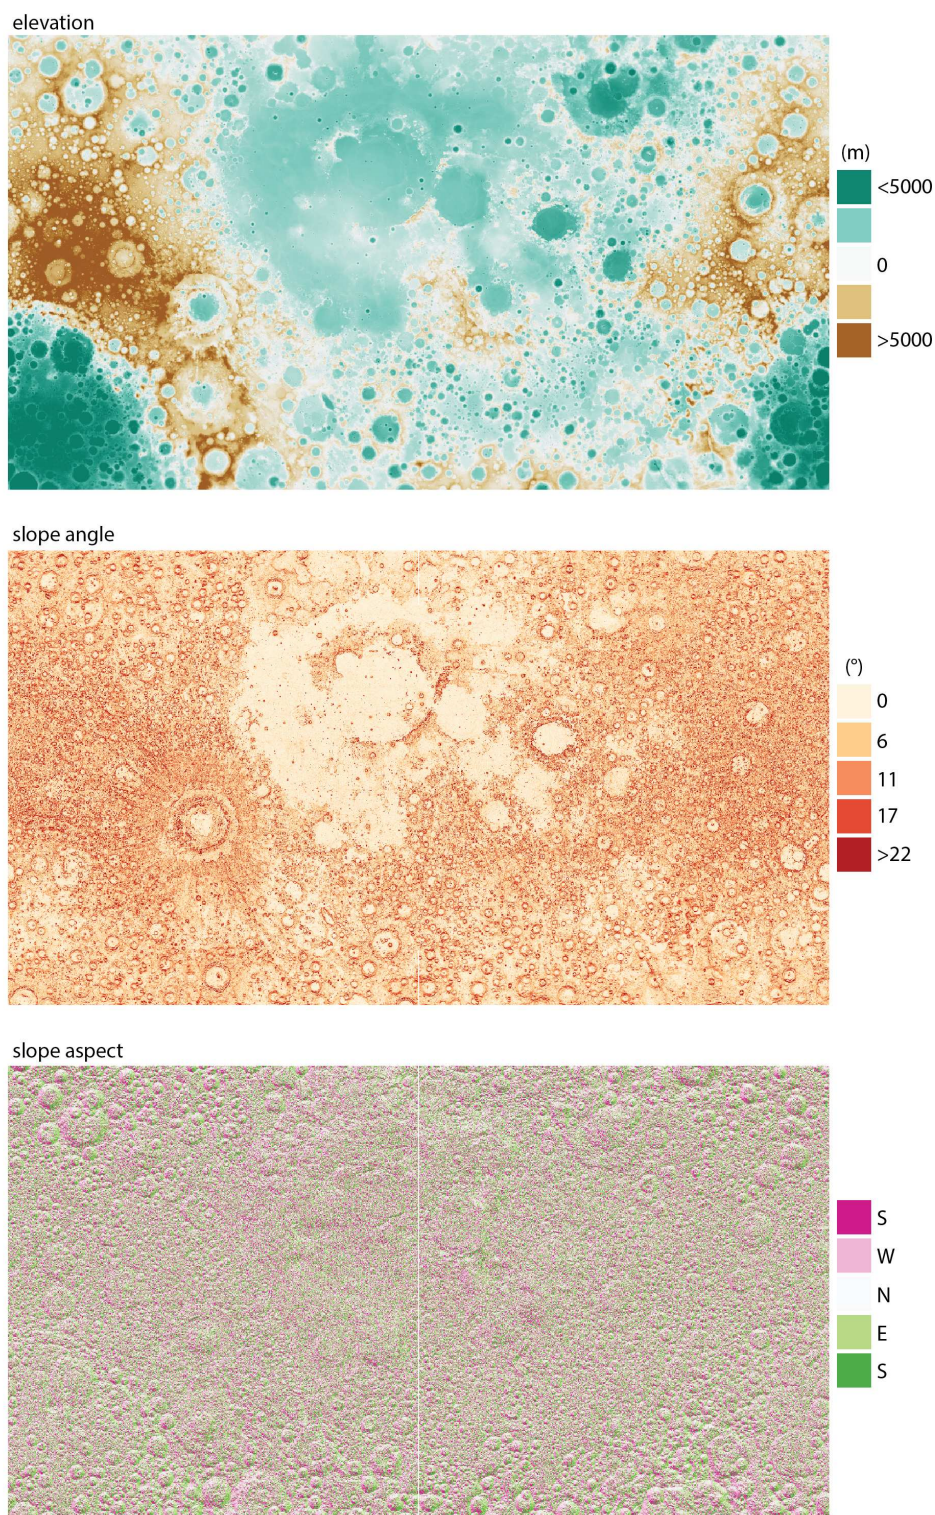 elevation
(m)
<5000
0
>5000
slope angle
(°)
0
6
11
17
>22
slope aspect
S
W
N
E
S